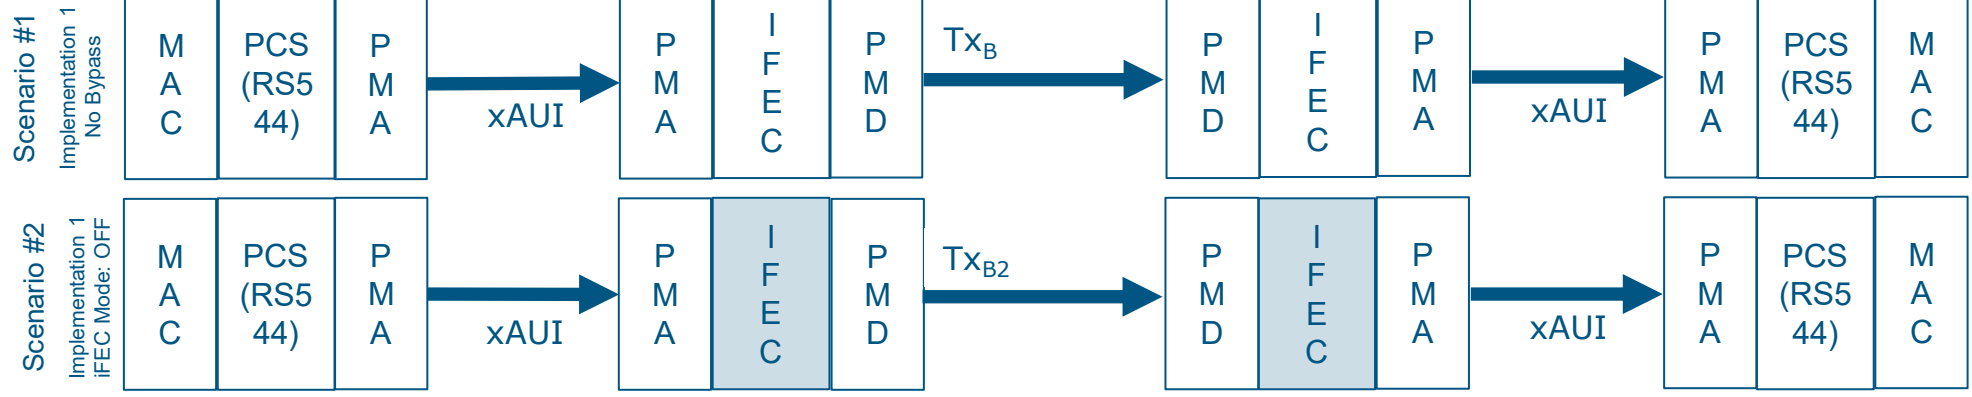 Scenario #1
Implementation 1
No Bypass
M
A
C
PCS
(RS5
44)
P
M
A
xAUI
P
M
A
I
F
E
C
P
M
D
TxB
P
M
D
I
F
E
C
P
M
A
xAUI
P
M
A
PCS
(RS5
44)
M
A
C
Scenario #2
Implementation 1
iFEC Mode: OFF
M
A
C
PCS
(RS5
44)
P
M
A
xAUI
P
M
A
I
F
E
C
P
M
D
TxB2
P
M
D
I
F
E
C
P
M
A
xAUI
P
M
A
PCS
(RS5
44)
M
A
C